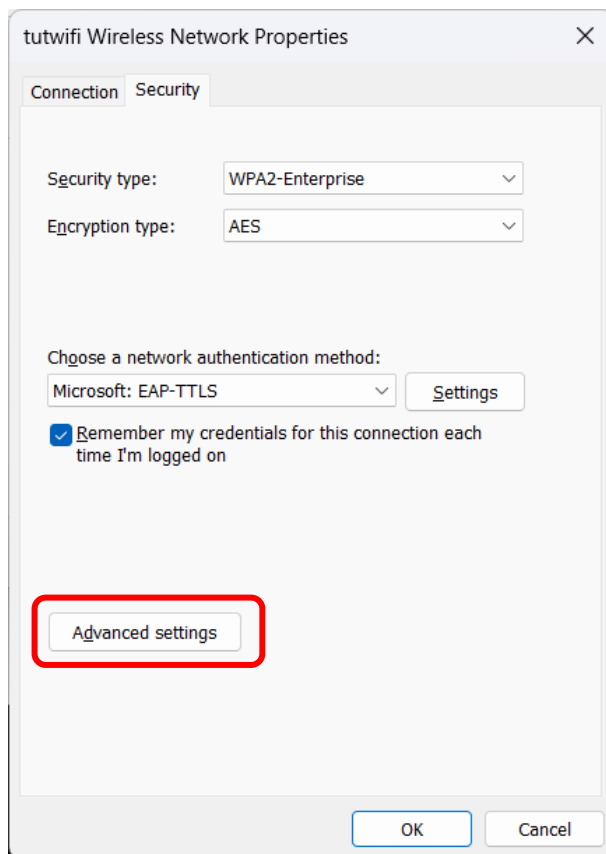 tutwifi Wireless Network Properties
Connection Security
Security type: WPA2-Enterprise
Encryption type: AES
Choose a network authentication method:
Microsoft: EAP-TTLS Settings
Remember my credentials for this connection each
time I'm logged on
Advanced settings
OK Cancel